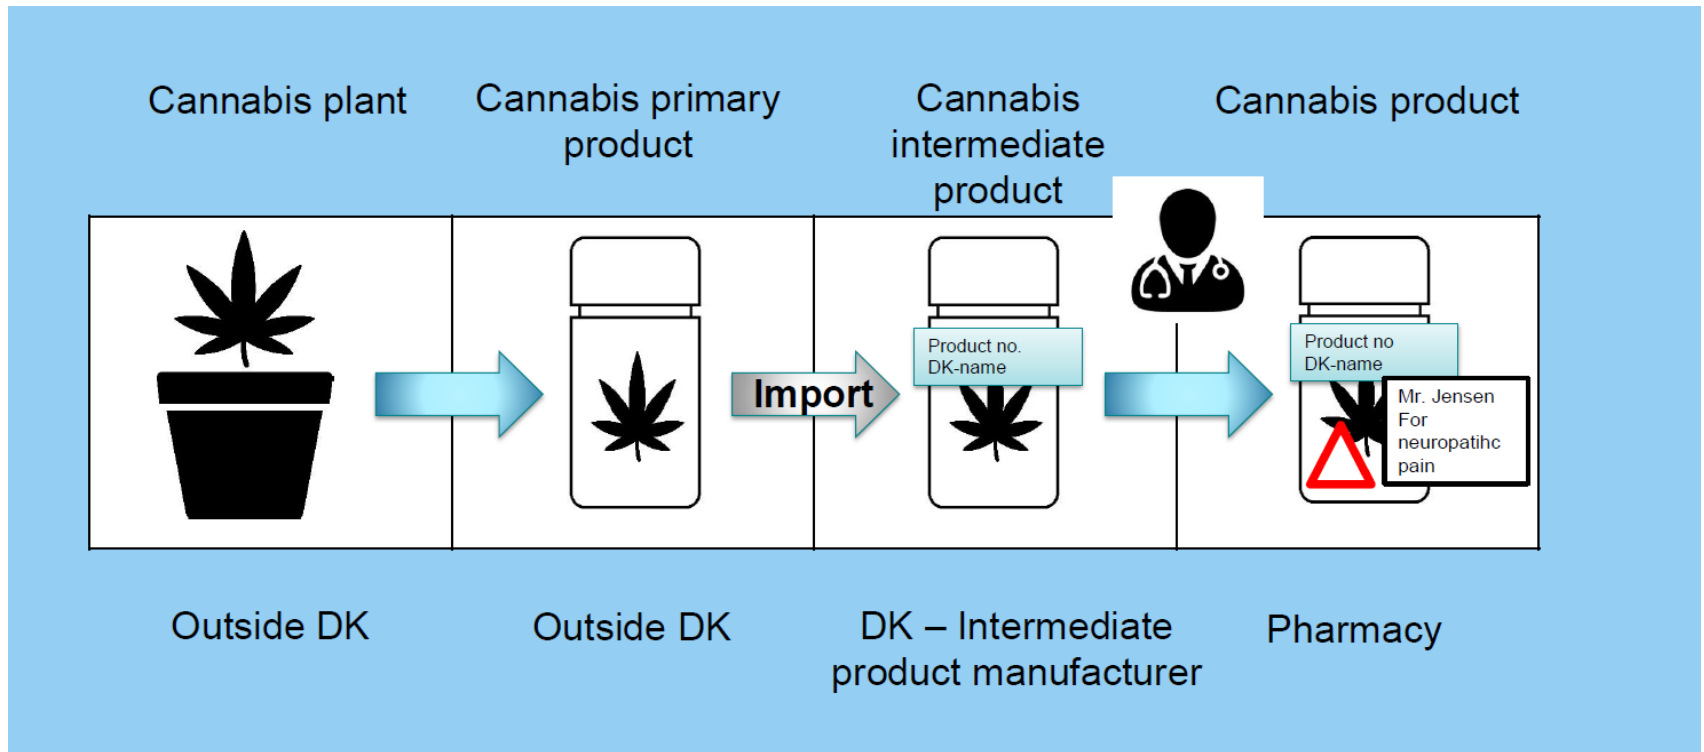 Cannabis plant
Cannabis primary
product
Cannabis
intermediate
product
Cannabis product
Import
Product no.
DK-name
Product no
DK-name
Mr. Jensen
For
neuropatihc
pain
Outside DK
Outside DK
DK – Intermediate
product manufacturer
Pharmacy